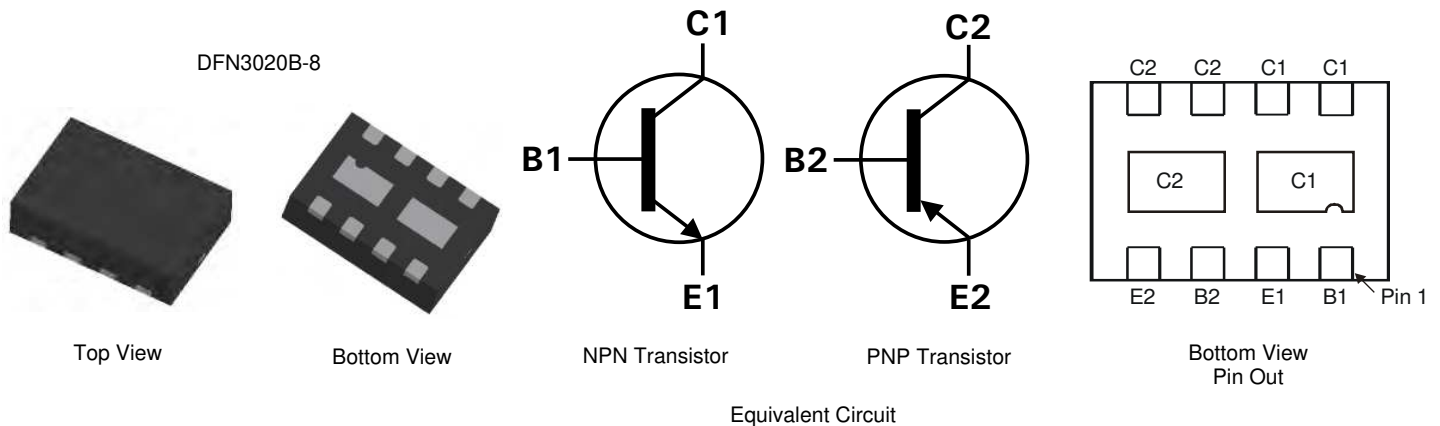 DFN3020B-8
Top View
Bottom View
C1
B1
E1
NPN Transistor
C2
B2
E2
PNP Transistor
Equivalent Circuit
C2 C2 C1 C1
C2 C1
E2 B2 E1 B1 Pin 1
Bottom View
Pin Out